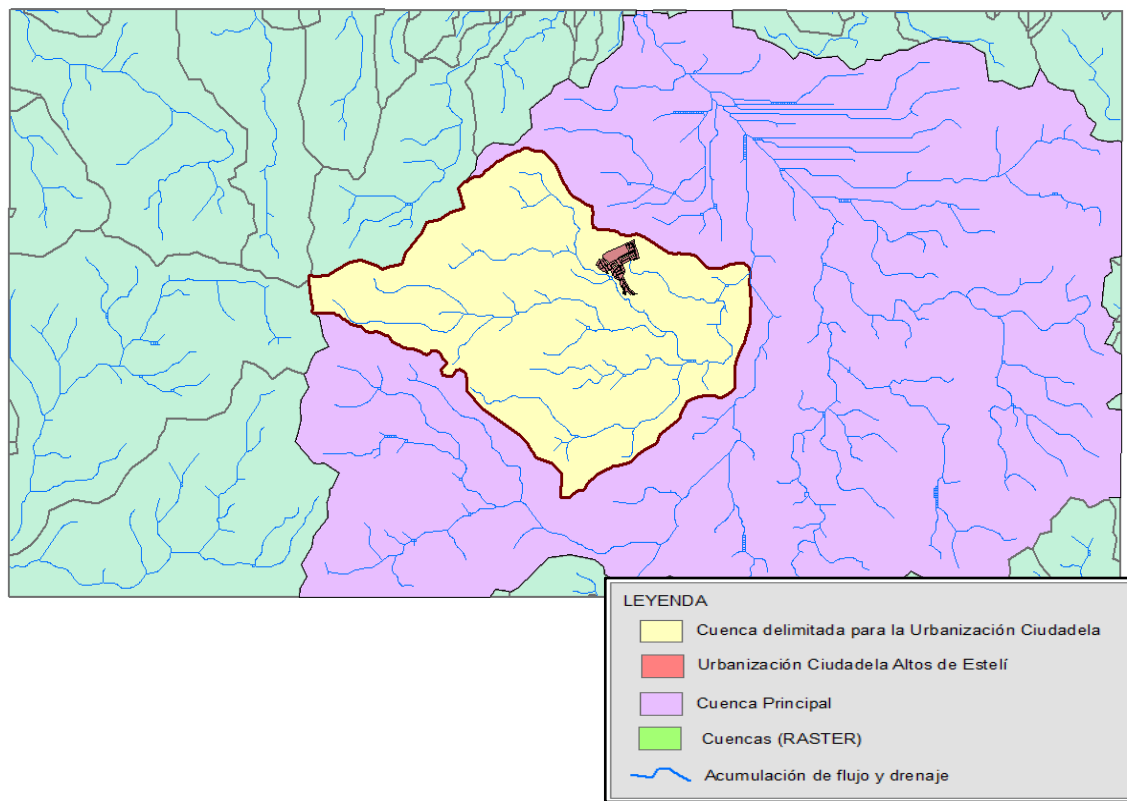 LEYENDA
Cuenca delimitada para la Urbanización Ciudadela
Urbanización Ciudadela Altos de Estelí
Cuenca Principal
Cuencas (RASTER)
Acumulación de flujo y drenaje